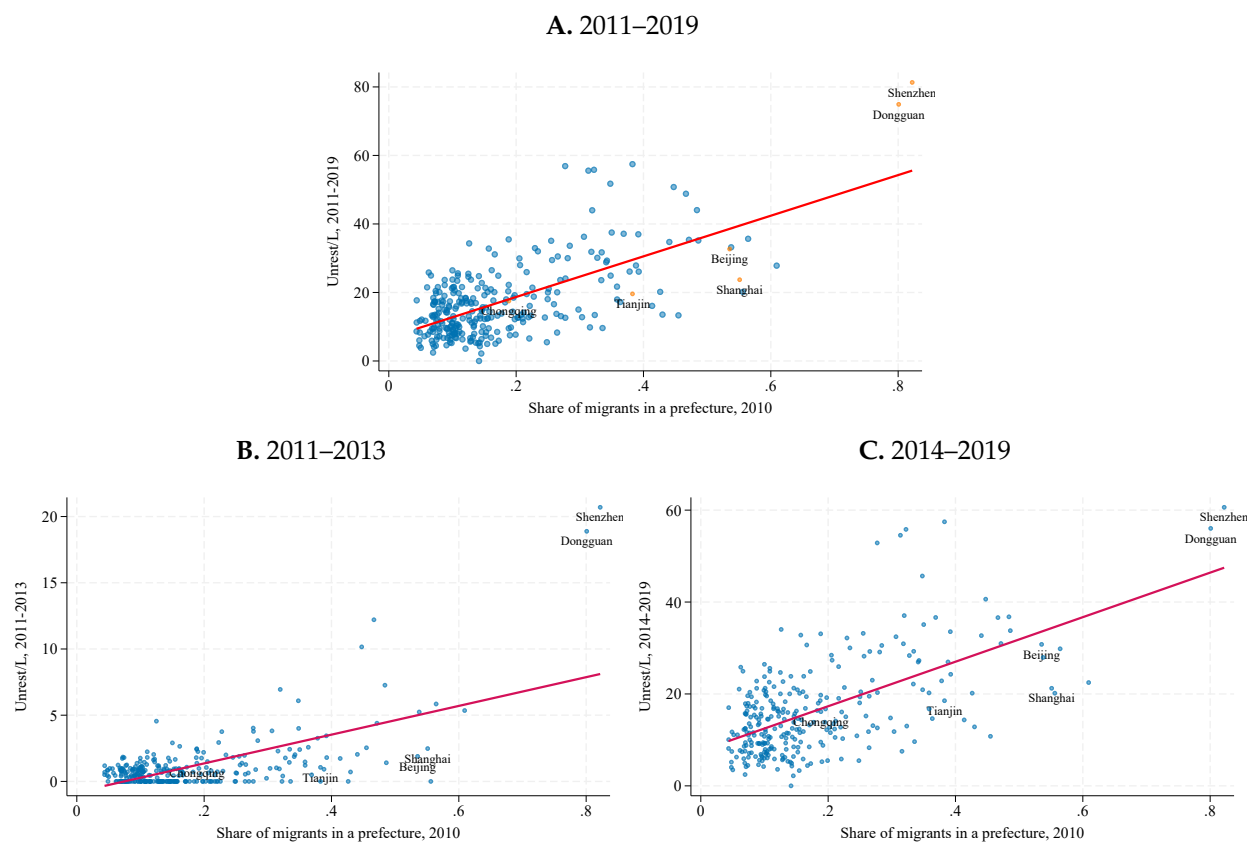 A. 2011–2019
80
60
40
20
0
Unrest/L, 2011-2019
Shenzhen
Dongguan
Beijing
Shanghai
Tianjin
Chongqing
0 .2 .4 .6 .8
Share of migrants in a prefecture, 2010
B. 2011–2013
20
15
10
5
0
Unrest/L, 2011-2013
Shenzhen
Dongguan
Shanghai
Beijing
Chongqing
Tianjin
0 .2 .4 .6 .8
Share of migrants in a prefecture, 2010
C. 2014–2019
60
40
20
0
Unrest/L, 2014-2019
Shenzhen
Dongguan
Beijing
Shanghai
Tianjin
Chongqing
0 .2 .4 .6 .8
Share of migrants in a prefecture, 2010